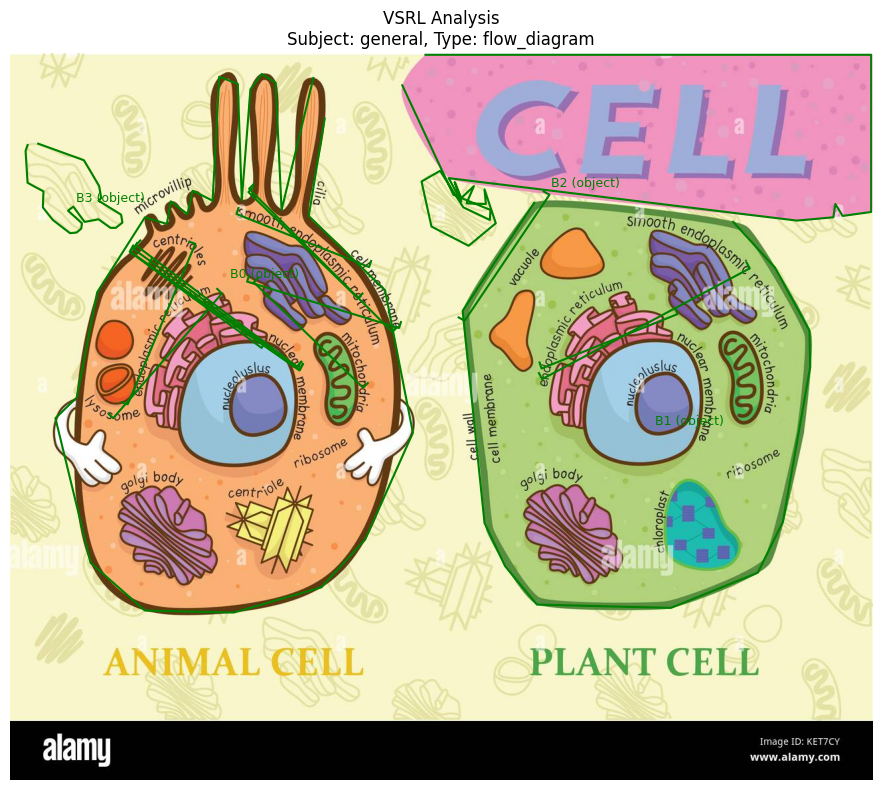 VSRL Analysis
Subject: general, Type: flow_diagram
CELL
B3 (object)
B2 (object)
B0 (object)
B1 (object)
microvillip
cilia
centrioles
smooth endoplasmic reticulum
cell membrane
endoplasmic reticulum
nuclear membrane
nucleoluslus
mitochondria
lysosome
ribosome
golgi body
centriole
vacuole
smooth endoplasmic reticulum
endoplasmic reticulum
nuclear membrane
nucleoluslus
mitochondria
cell wall
cell membrane
ribosome
golgi body
chloroplast
ANIMAL CELL
PLANT CELL
alamy
alamy
alamy
alamy
alamy
a
a
a
a
a
a
alamy
Image ID: KET7CY
www.alamy.com